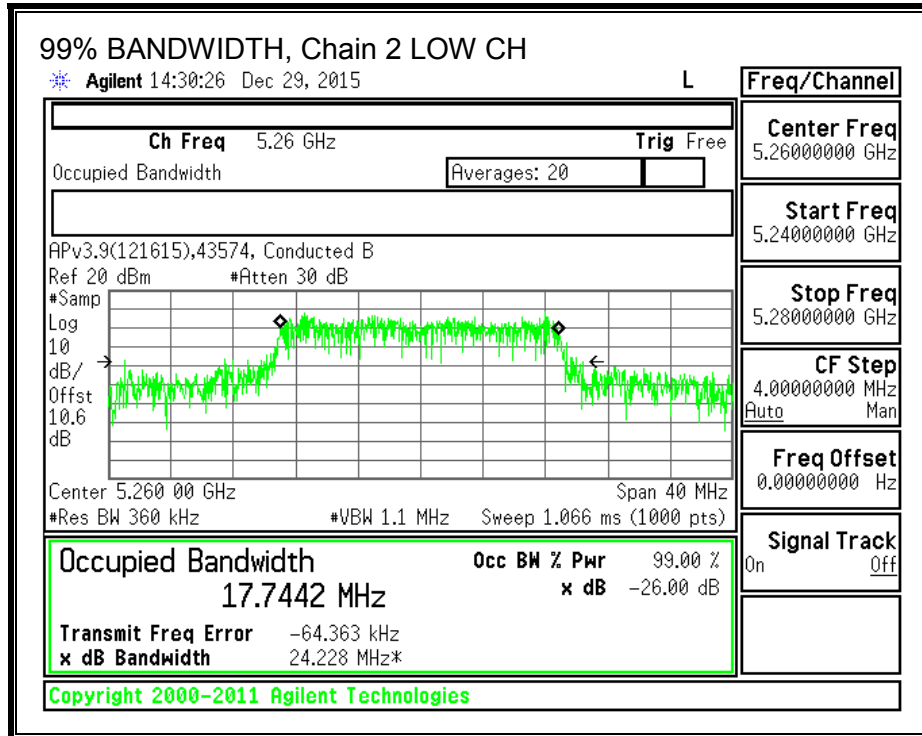 99% BANDWIDTH, Chain 2 LOW CH
Agilent 14:30:26 Dec 29, 2015 L
Freq/Channel
Ch Freq 5.26 GHz Trig Free
Occupied Bandwidth Averages: 20
APv3.9(121615),43574, Conducted B
Ref 20 dBm #Atten 30 dB
#Samp
Log
10
dB/
Offst
10.6
dB
Center 5.260 00 GHz Span 40 MHz
#Res BW 360 kHz #VBW 1.1 MHz Sweep 1.066 ms (1000 pts)
Occupied Bandwidth Occ BW % Pwr 99.00 %
17.7442 MHz x dB -26.00 dB
Transmit Freq Error -64.363 kHz
x dB Bandwidth 24.228 MHz*
Copyright 2000-2011 Agilent Technologies
Center Freq
5.26000000 GHz
Start Freq
5.24000000 GHz
Stop Freq
5.28000000 GHz
CF Step
4.00000000 MHz
Auto Man
Freq Offset
0.00000000 Hz
Signal Track
On Off